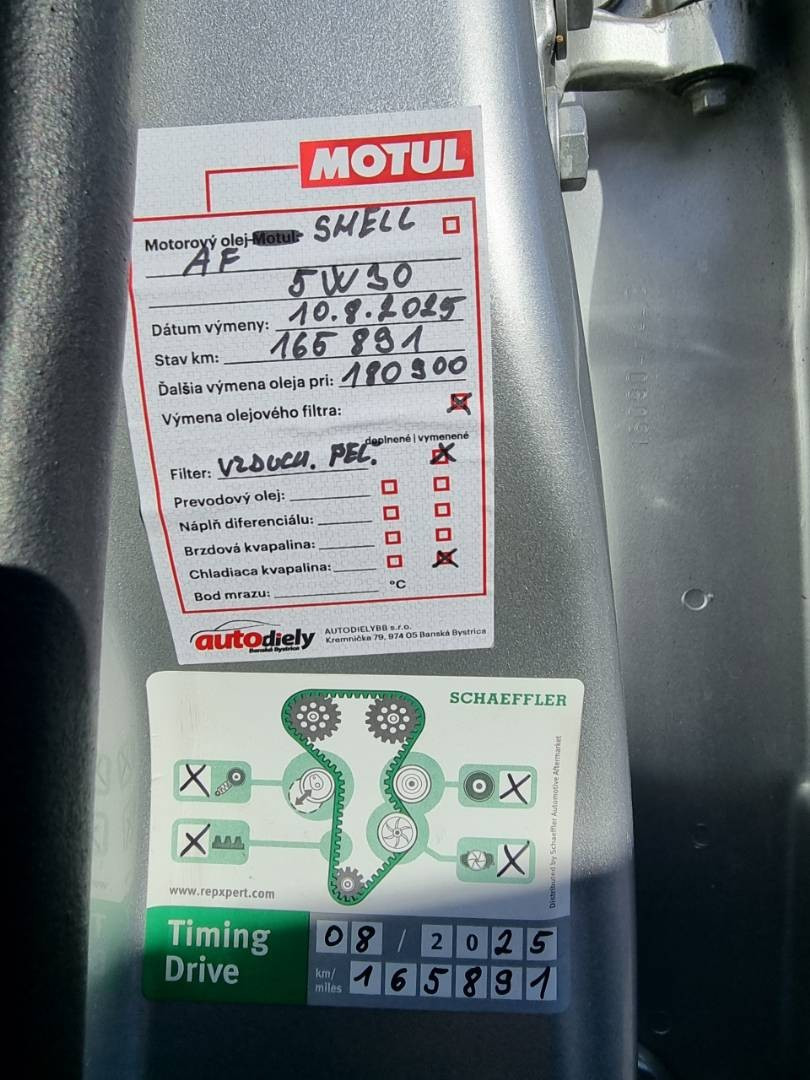 MOTUL
Motorový olej Motul: SHELL
AF
5W30
Dátum výmeny: 10.8.2025
Stav km: 165 891
Ďalšia výmena oleja pri: 180 900
Výmena olejového filtra:
doplnené | vymenené
Filter: VZDUCH. PEĽ.
Prevodový olej:
Náplň diferenciálu:
Brzdová kvapalina:
Chladiaca kvapalina:
Bod mrazu: °C
autodiely
Banská Bystrica
AUTODIELYBB s.r.o.
Kremnička 79, 974 05 Banská Bystrica
SCHAEFFLER
Distributed by Schaeffler Automotive Aftermarket
www.repxpert.com
Timing
Drive
08 / 2025
km/
miles
165891